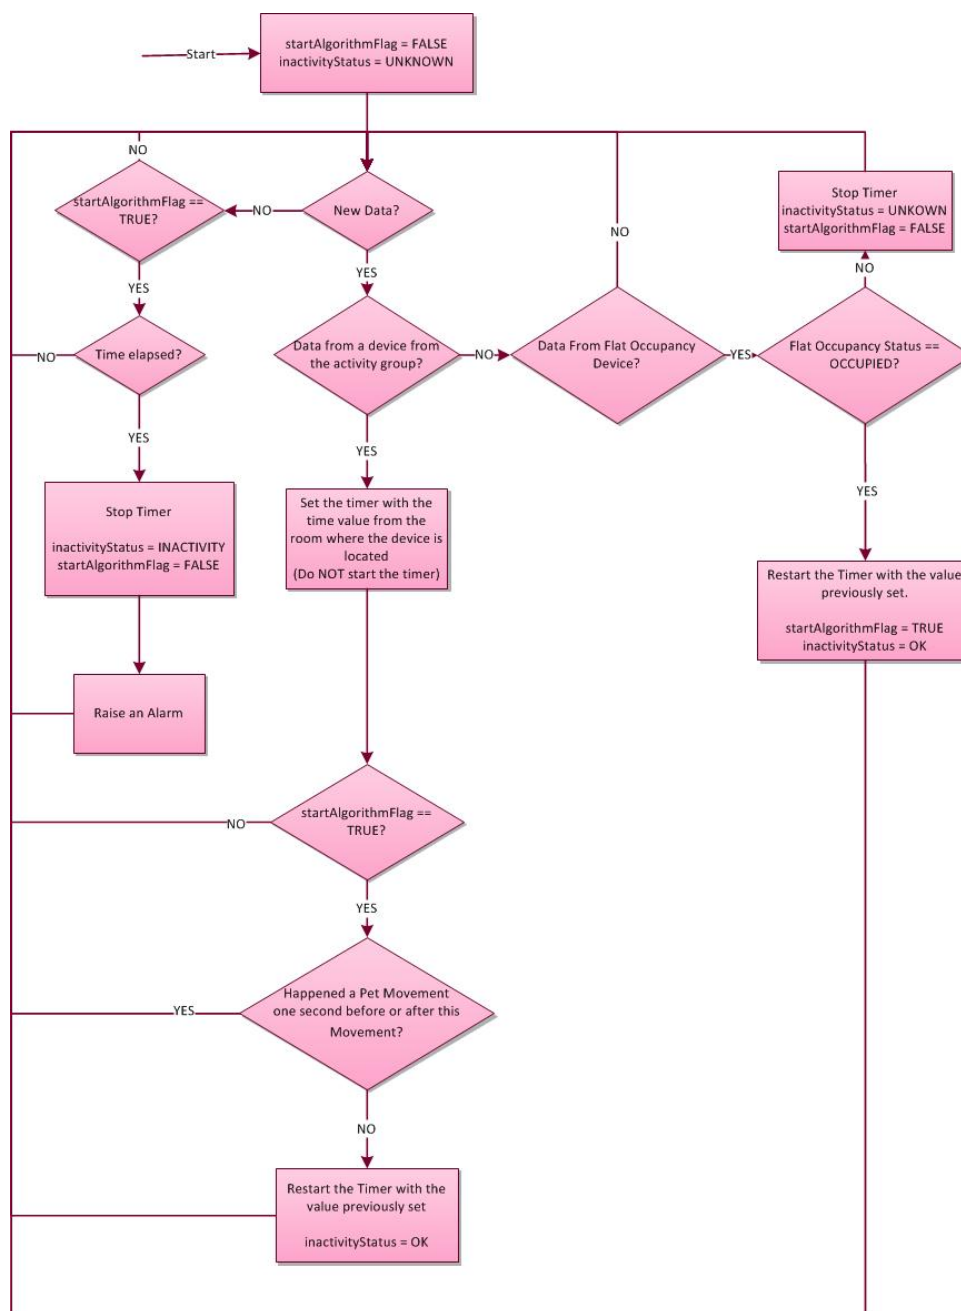 startAlgorithmFlag = FALSE
inactivityStatus = UNKNOWN
Start
NO
startAlgorithmFlag ==
TRUE?
NO
New Data?
NO
Stop Timer
inactivityStatus = UNKOWN
startAlgorithmFlag = FALSE
NO
YES
YES
Time elapsed?
NO
Data from a device from
the activity group?
NO
Data From Flat Occupancy
Device?
YES
Flat Occupancy Status ==
OCCUPIED?
YES
YES
YES
Stop Timer
inactivityStatus = INACTIVITY
startAlgorithmFlag = FALSE
Set the timer with the
time value from the
room where the device is
located
(Do NOT start the timer)
Restart the Timer with the value
previously set.
startAlgorithmFlag = TRUE
inactivityStatus = OK
Raise an Alarm
startAlgorithmFlag ==
TRUE?
NO
YES
Happened a Pet Movement
one second before or after this
Movement?
YES
NO
Restart the Timer with the
value previously set
inactivityStatus = OK